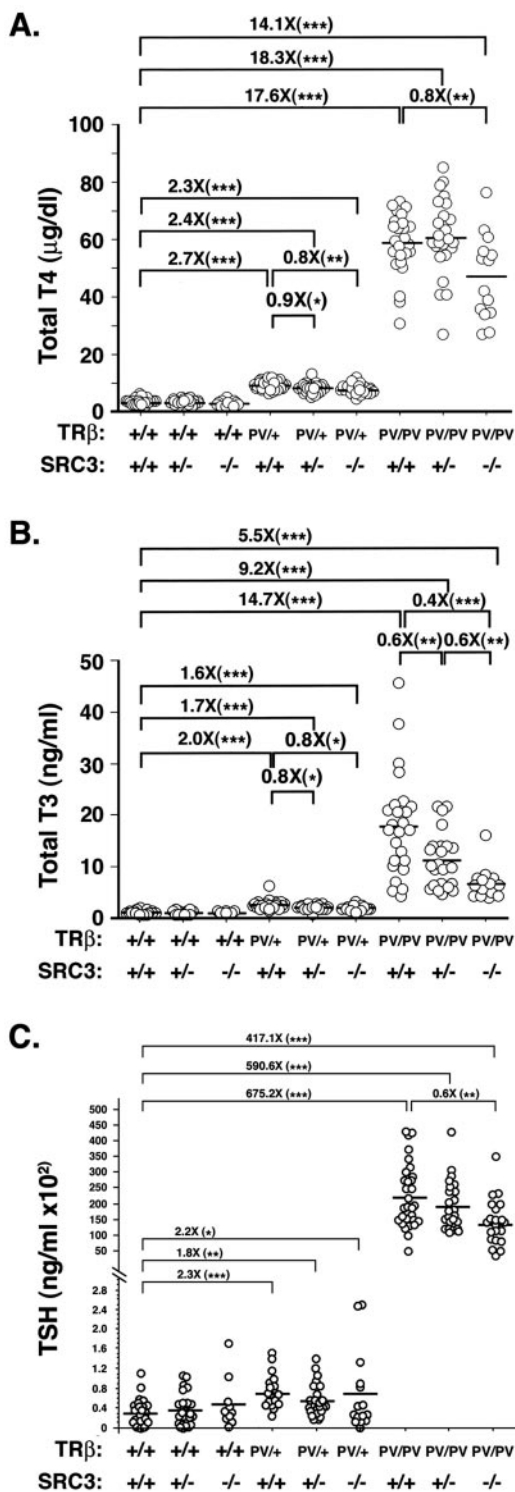 A.
14.1X(***)
18.3X(***)
17.6X(***) 0.8X(**)
100
80
60
40
20
0
Total T4 (μg/dl)
2.3X(***)
2.4X(***)
2.7X(***) 0.8X(**)
0.9X(*)
TRβ: +/+ +/+ +/+ PV/+ PV/+ PV/+ PV/PV PV/PV PV/PV
SRC3: +/+ +/- -/- +/+ +/- -/- +/+ +/- -/-
B.
5.5X(***)
9.2X(***)
14.7X(***) 0.4X(***)
0.6X(**) 0.6X(**)
50
40
30
20
10
0
Total T3 (ng/ml)
1.6X(***)
1.7X(***)
2.0X(***) 0.8X(*)
0.8X(*)
TRβ: +/+ +/+ +/+ PV/+ PV/+ PV/+ PV/PV PV/PV PV/PV
SRC3: +/+ +/- -/- +/+ +/- -/- +/+ +/- -/-
C.
417.1X (***)
590.6X (***)
675.2X (***) 0.6X (**)
500
450
400
350
300
250
200
150
100
50
2.8
2.4
2.0
1.6
1.2
0.8
0.4
0
TSH (ng/ml x10²)
2.2X (*)
1.8X (**)
2.3X (***)
TRβ: +/+ +/+ +/+ PV/+ PV/+ PV/+ PV/PV PV/PV PV/PV
SRC3: +/+ +/- -/- +/+ +/- -/- +/+ +/- -/-